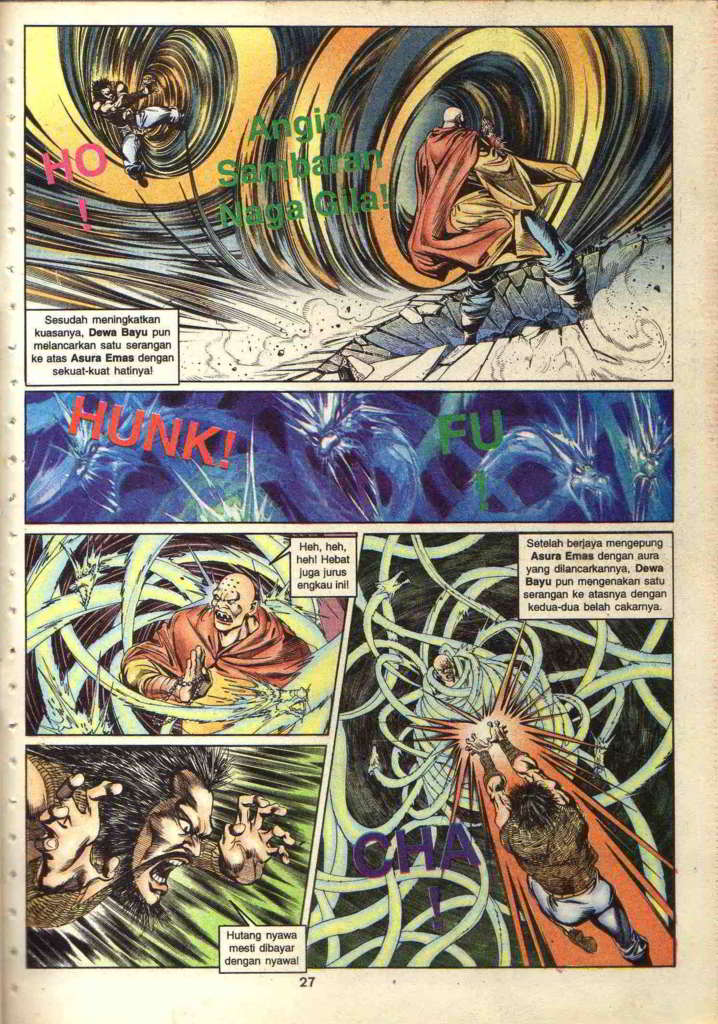 HO
!
Angin
Sambaran
Naga Gila!
Sesudah meningkatkan
kuasanya, Dewa Bayu pun
melancarkan satu serangan
ke atas Asura Emas dengan
sekuat-kuat hatinya!
HUNK!
FU
!
Heh, heh,
heh! Hebat
juga jurus
engkau ini!
Setelah berjaya mengepung
Asura Emas dengan aura
yang dilancarkannya, Dewa
Bayu pun mengenakan satu
serangan ke atasnya dengan
kedua-dua belah cakarnya.
Hutang nyawa
mesti dibayar
dengan nyawa!
CHA
!
27